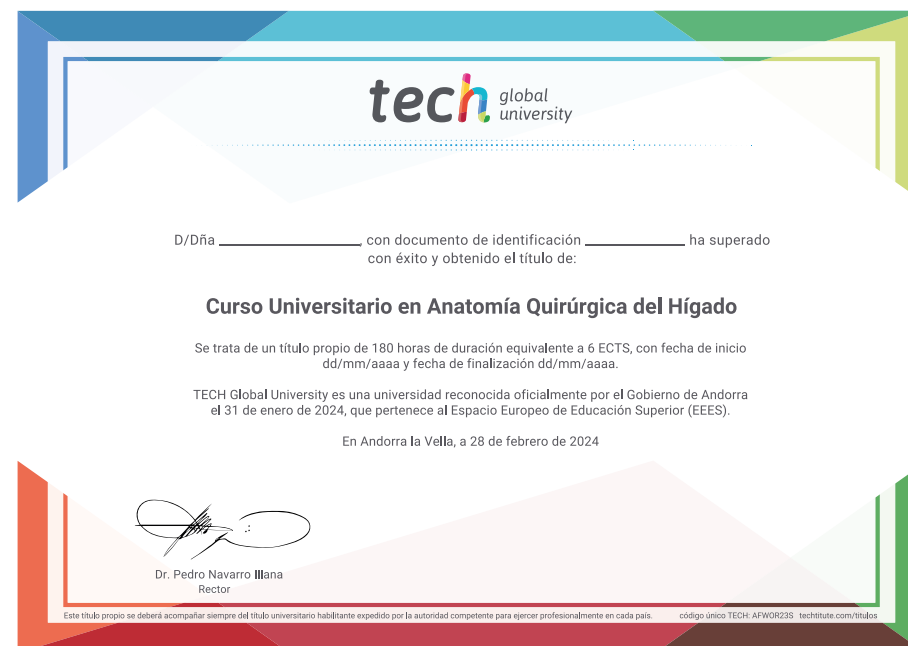 tech global university
D/Dña ____________________, con documento de identificación ______________ ha superado
con éxito y obtenido el título de:
Curso Universitario en Anatomía Quirúrgica del Hígado
Se trata de un título propio de 180 horas de duración equivalente a 6 ECTS, con fecha de inicio
dd/mm/aaaa y fecha de finalización dd/mm/aaaa.
TECH Global University es una universidad reconocida oficialmente por el Gobierno de Andorra
el 31 de enero de 2024, que pertenece al Espacio Europeo de Educación Superior (EEES).
En Andorra la Vella, a 28 de febrero de 2024
Dr. Pedro Navarro Illana
Rector
Este título propio se deberá acompañar siempre del título universitario habilitante expedido por la autoridad competente para ejercer profesionalmente en cada país. código único TECH: AFWOR23S techtitute.com/titulos